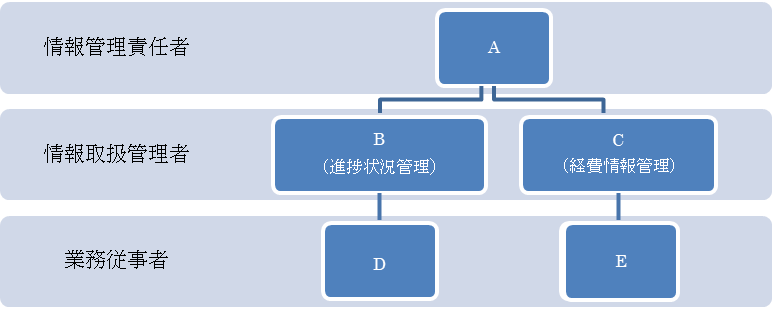 情報管理責任者
A
情報取扱管理者
B
（進捗状況管理）
C
（経費情報管理）
業務従事者
D
E